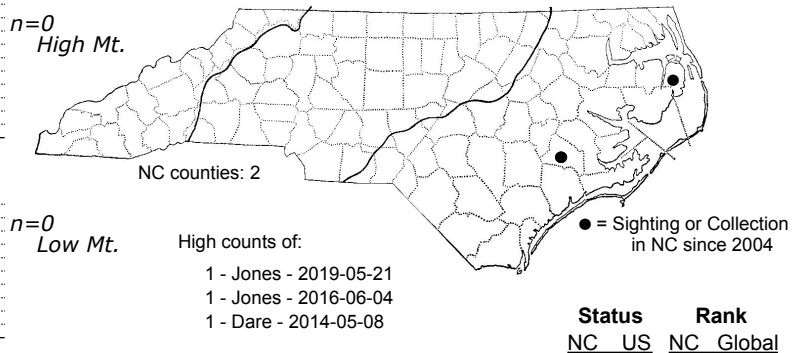 n=0
High Mt.
NC counties: 2
n=0
Low Mt.
High counts of:
1 - Jones - 2019-05-21
1 - Jones - 2016-06-04
1 - Dare - 2014-05-08
● = Sighting or Collection
in NC since 2004
Status Rank
NC US NC Global